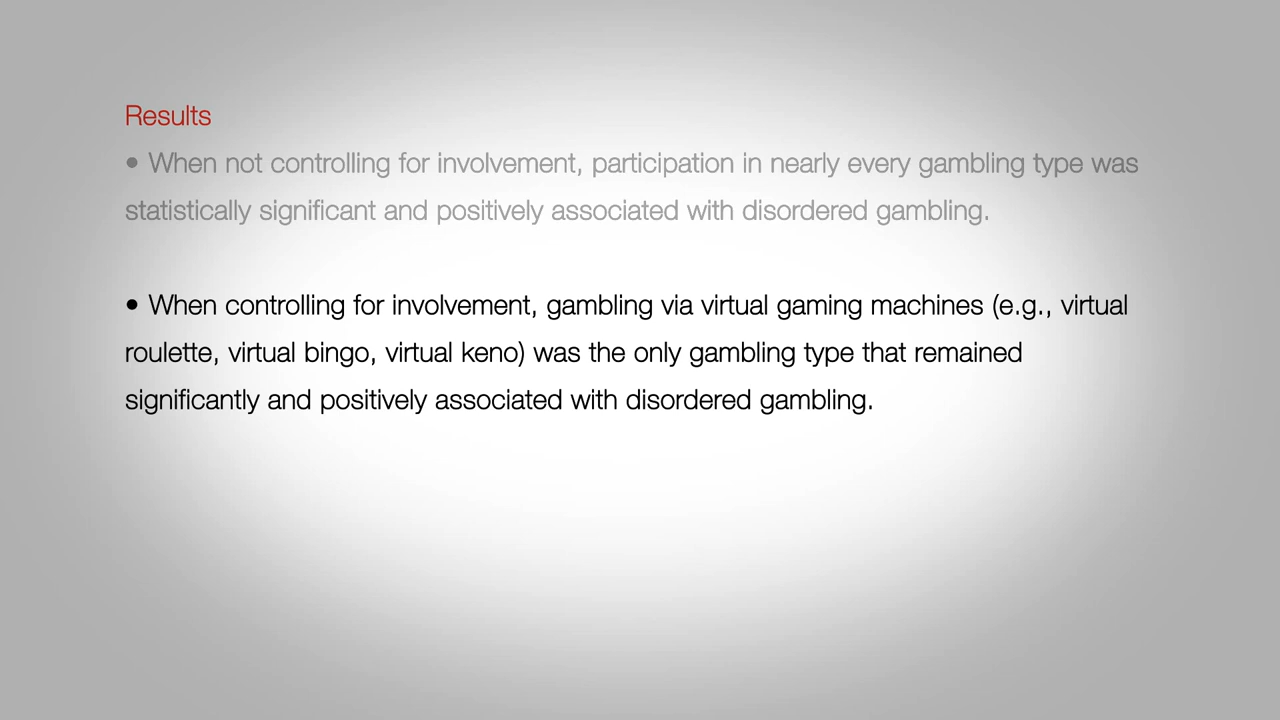 Results
• When not controlling for involvement, participation in nearly every gambling type was
statistically significant and positively associated with disordered gambling.
• When controlling for involvement, gambling via virtual gaming machines (e.g., virtual
roulette, virtual bingo, virtual keno) was the only gambling type that remained
significantly and positively associated with disordered gambling.